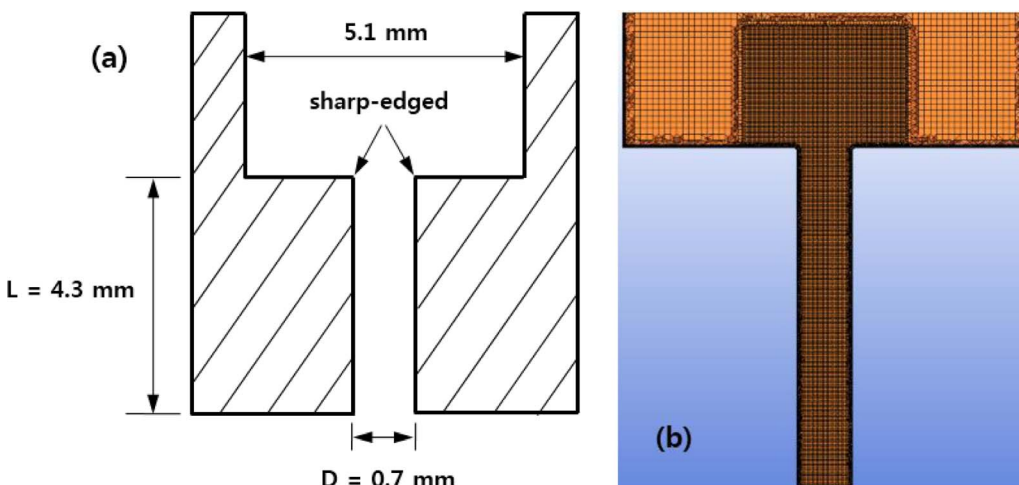 (a)
5.1 mm
sharp-edged
L = 4.3 mm
D = 0.7 mm
(b)